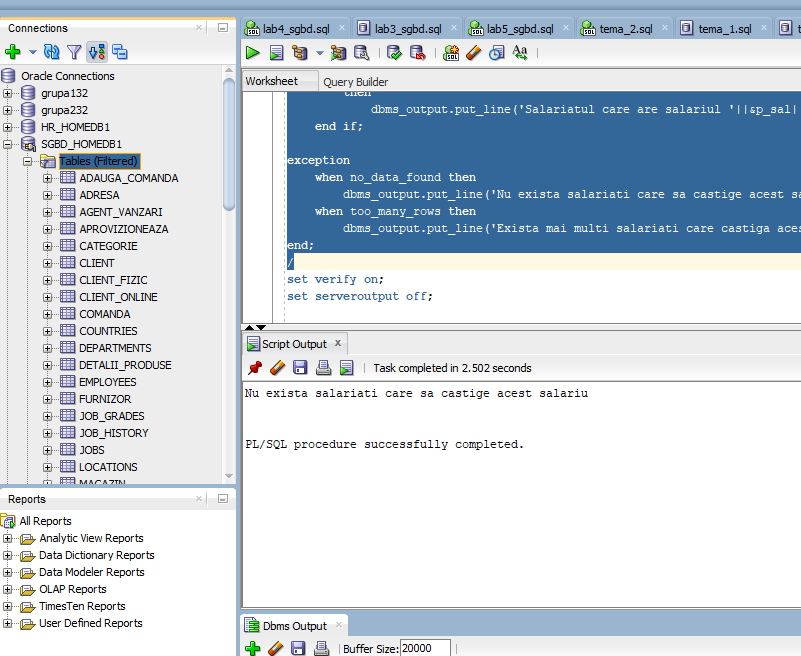 Connections
Oracle Connections
grupa132
grupa232
HR_HOMEDB1
SGBD_HOMEDB1
Tables (Filtered)
ADAUGA_COMANDA
ADRESA
AGENT_VANZARI
APROVIZIONEAZA
CATEGORIE
CLIENT
CLIENT_FIZIC
CLIENT_ONLINE
COMANDA
COUNTRIES
DEPARTMENTS
DETALII_PRODUSE
EMPLOYEES
FURNIZOR
JOB_GRADES
JOB_HISTORY
JOBS
LOCATIONS
MAGAZIN
Reports
All Reports
Analytic View Reports
Data Dictionary Reports
Data Modeler Reports
OLAP Reports
TimesTen Reports
User Defined Reports
lab4_sgbd.sql lab3_sgbd.sql lab5_sgbd.sql tema_2.sql tema_1.sql t
Worksheet Query Builder
then
dbms_output.put_line('Salariatul care are salariul '||&p_sal|
end if;
exception
when no_data_found then
dbms_output.put_line('Nu exista salariati care sa castige acest sa
when too_many_rows then
dbms_output.put_line('Exista mai multi salariati care castiga aces
end;
/
set verify on;
set serveroutput off;
Script Output x
Task completed in 2.502 seconds
Nu exista salariati care sa castige acest salariu
PL/SQL procedure successfully completed.
Dbms Output
Buffer Size: 20000